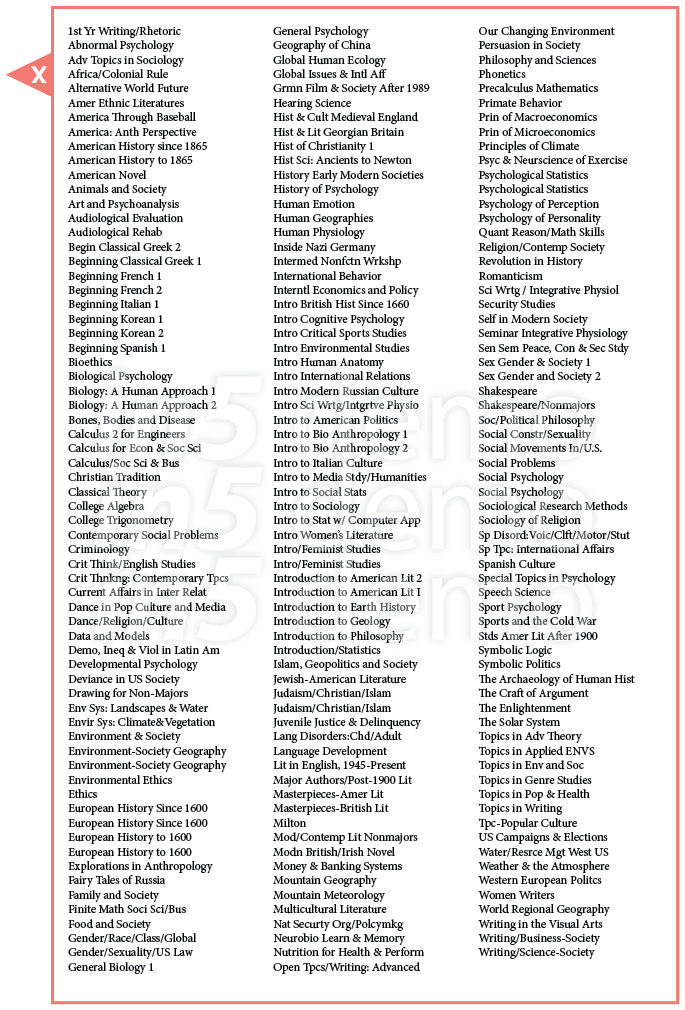 X
1st Yr Writing/Rhetoric
Abnormal Psychology
Adv Topics in Sociology
Africa/Colonial Rule
Alternative World Future
Amer Ethnic Literatures
America Through Baseball
America: Anth Perspective
American History since 1865
American History to 1865
American Novel
Animals and Society
Art and Psychoanalysis
Audiological Evaluation
Audiological Rehab
Begin Classical Greek 2
Beginning Classical Greek 1
Beginning French 1
Beginning French 2
Beginning Italian 1
Beginning Korean 1
Beginning Korean 2
Beginning Spanish 1
Bioethics
Biological Psychology
Biology: A Human Approach 1
Biology: A Human Approach 2
Bones, Bodies and Disease
Calculus 2 for Engineers
Calculus for Econ & Soc Sci
Calculus/Soc Sci & Bus
Christian Tradition
Classical Theory
College Algebra
College Trigonometry
Contemporary Social Problems
Criminology
Crit Think/English Studies
Crit Thnkng: Contemporary Tpcs
Current Affairs in Inter Relat
Dance in Pop Culture and Media
Dance/Religion/Culture
Data and Models
Demo, Ineq & Viol in Latin Am
Developmental Psychology
Deviance in US Society
Drawing for Non-Majors
Env Sys: Landscapes & Water
Envir Sys: Climate&Vegetation
Environment & Society
Environment-Society Geography
Environment-Society Geography
Environmental Ethics
Ethics
European History Since 1600
European History Since 1600
European History to 1600
European History to 1600
Explorations in Anthropology
Fairy Tales of Russia
Family and Society
Finite Math Soci Sci/Bus
Food and Society
Gender/Race/Class/Global
Gender/Sexuality/US Law
General Biology 1
General Psychology
Geography of China
Global Human Ecology
Global Issues & Intl Aff
Grmn Film & Society After 1989
Hearing Science
Hist & Cult Medieval England
Hist & Lit Georgian Britain
Hist of Christianity 1
Hist Sci: Ancients to Newton
History Early Modern Societies
History of Psychology
Human Emotion
Human Geographies
Human Physiology
Inside Nazi Germany
Intermed Nonfctn Wrkshp
International Behavior
Interntl Economics and Policy
Intro British Hist Since 1660
Intro Cognitive Psychology
Intro Critical Sports Studies
Intro Environmental Studies
Intro Human Anatomy
Intro International Relations
Intro Modern Russian Culture
Intro Sci Wrtg/Intgrtve Physio
Intro to American Politics
Intro to Bio Anthropology 1
Intro to Bio Anthropology 2
Intro to Italian Culture
Intro to Media Stdy/Humanities
Intro to Social Stats
Intro to Sociology
Intro to Stat w/ Computer App
Intro Women's Literature
Intro/Feminist Studies
Intro/Feminist Studies
Introduction to American Lit 2
Introduction to American Lit I
Introduction to Earth History
Introduction to Geology
Introduction to Philosophy
Introduction/Statistics
Islam, Geopolitics and Society
Jewish-American Literature
Judaism/Christian/Islam
Judaism/Christian/Islam
Juvenile Justice & Delinquency
Lang Disorders:Chd/Adult
Language Development
Lit in English, 1945-Present
Major Authors/Post-1900 Lit
Masterpieces-Amer Lit
Masterpieces-British Lit
Milton
Mod/Contemp Lit Nonmajors
Modn British/Irish Novel
Money & Banking Systems
Mountain Geography
Mountain Meteorology
Multicultural Literature
Nat Securty Org/Polcymkg
Neurobio Learn & Memory
Nutrition for Health & Perform
Open Tpcs/Writing: Advanced
Our Changing Environment
Persuasion in Society
Philosophy and Sciences
Phonetics
Precalculus Mathematics
Primate Behavior
Prin of Macroeconomics
Prin of Microeconomics
Principles of Climate
Psyc & Neurscience of Exercise
Psychological Statistics
Psychological Statistics
Psychology of Perception
Psychology of Personality
Quant Reason/Math Skills
Religion/Contemp Society
Revolution in History
Romanticism
Sci Wrtg / Integrative Physiol
Security Studies
Self in Modern Society
Seminar Integrative Physiology
Sen Sem Peace, Con & Sec Stdy
Sex Gender & Society 1
Sex Gender and Society 2
Shakespeare
Shakespeare/Nonmajors
Soc/Political Philosophy
Social Constr/Sexuality
Social Movements In/U.S.
Social Problems
Social Psychology
Social Psychology
Sociological Research Methods
Sociology of Religion
Sp Disord:Voic/Clft/Motor/Stut
Sp Tpc: International Affairs
Spanish Culture
Special Topics in Psychology
Speech Science
Sport Psychology
Sports and the Cold War
Stds Amer Lit After 1900
Symbolic Logic
Symbolic Politics
The Archaeology of Human Hist
The Craft of Argument
The Enlightenment
The Solar System
Topics in Adv Theory
Topics in Applied ENVS
Topics in Env and Soc
Topics in Genre Studies
Topics in Pop & Health
Topics in Writing
Tpc-Popular Culture
US Campaigns & Elections
Water/Resrce Mgt West US
Weather & the Atmosphere
Western European Politcs
Women Writers
World Regional Geography
Writing in the Visual Arts
Writing/Business-Society
Writing/Science-Society